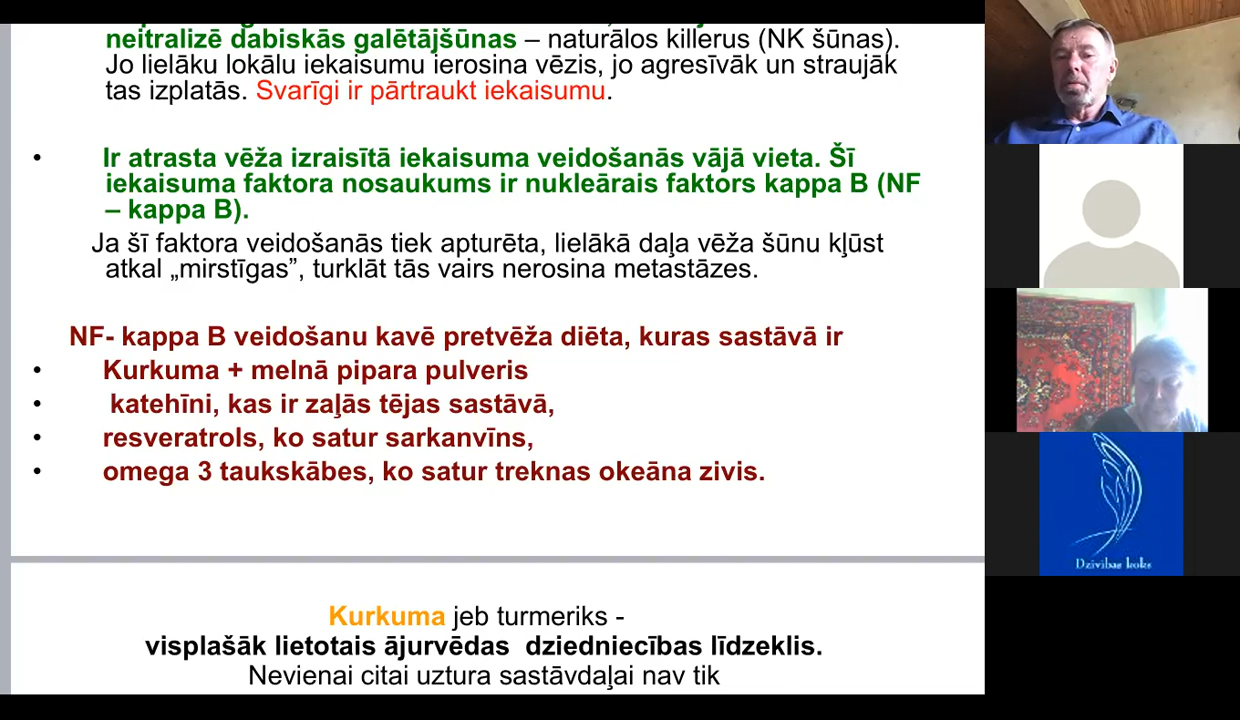 neitralizē dabiskās galētājšūnas – naturālos killerus (NK šūnas).
Jo lielāku lokālu iekaisumu ierosina vēzis, jo agresīvāk un straujāk
tas izplatās. Svarīgi ir pārtraukt iekaisumu.
• Ir atrasta vēža izraisītā iekaisuma veidošanās vājā vieta. Šī
iekaisuma faktora nosaukums ir nukleārais faktors kappa B (NF
– kappa B).
Ja šī faktora veidošanās tiek apturēta, lielākā daļa vēža šūnu kļūst
atkal „mirstīgas”, turklāt tās vairs nerosina metastāzes.
NF- kappa B veidošanu kavē pretvēža diēta, kuras sastāvā ir
• Kurkuma + melnā pipara pulveris
• katehīni, kas ir zaļās tējas sastāvā,
• resveratrols, ko satur sarkanvīns,
• omega 3 taukskābes, ko satur treknas okeāna zivis.
Kurkuma jeb turmeriks -
visplašāk lietotais ājurvēdas dziedniecības līdzeklis.
Nevienai citai uztura sastāvdaļai nav tik
Dzīvības koks